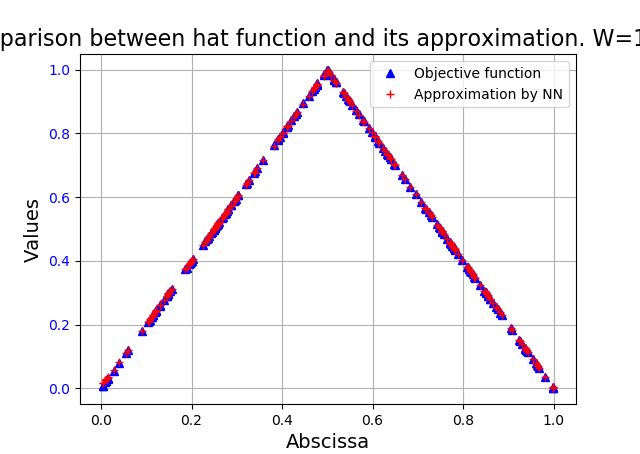 parison between hat function and its approximation. W=1
Objective function
Approximation by NN
Values
1.0
0.8
0.6
0.4
0.2
0.0
0.0 0.2 0.4 0.6 0.8 1.0
Abscissa